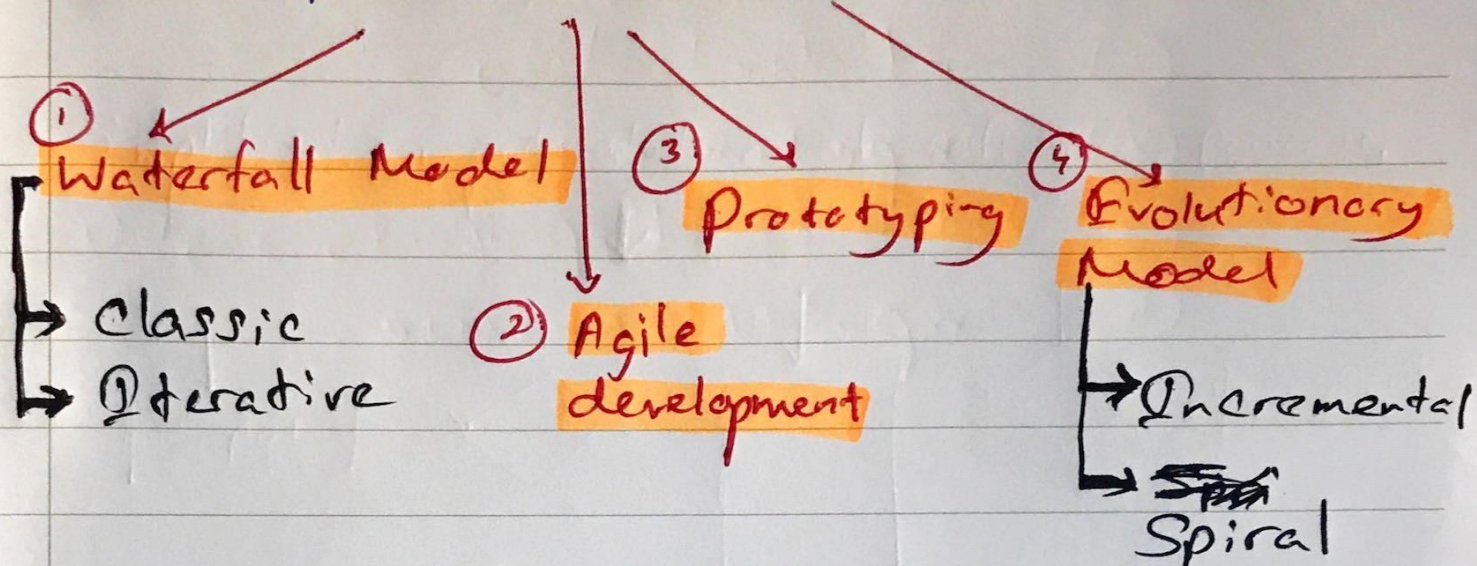 1
Waterfall Model
Classic
Iterative
2
Agile
development
3
Prototyping
4
Evolutionary
Model
Incremental
Spiral